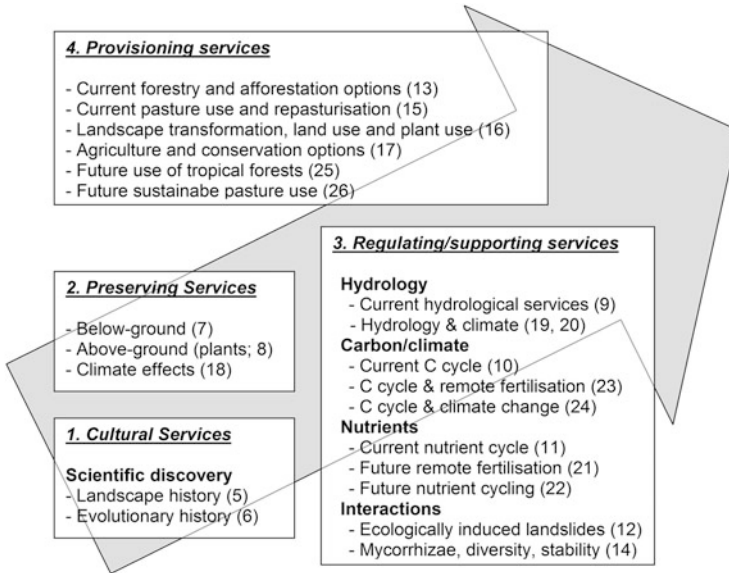 4. Provisioning services
- Current forestry and afforestation options (13)
- Current pasture use and repasturisation (15)
- Landscape transformation, land use and plant use (16)
- Agriculture and conservation options (17)
- Future use of tropical forests (25)
- Future sustainabe pasture use (26)
2. Preserving Services
- Below-ground (7)
- Above-ground (plants; 8)
- Climate effects (18)
1. Cultural Services
Scientific discovery
- Landscape history (5)
- Evolutionary history (6)
3. Regulating/supporting services
Hydrology
- Current hydrological services (9)
- Hydrology & climate (19, 20)
Carbon/climate
- Current C cycle (10)
- C cycle & remote fertilisation (23)
- C cycle & climate change (24)
Nutrients
- Current nutrient cycle (11)
- Future remote fertilisation (21)
- Future nutrient cycling (22)
Interactions
- Ecologically induced landslides (12)
- Mycorrhizae, diversity, stability (14)